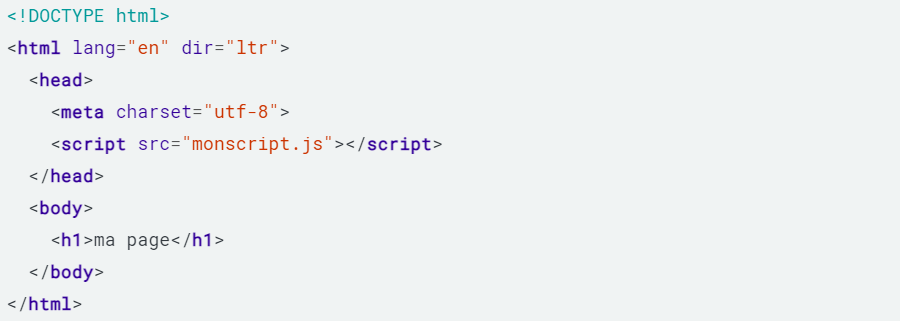 <!DOCTYPE html>
<html lang="en" dir="ltr">
<head>
<meta charset="utf-8">
<script src="monscript.js"></script>
</head>
<body>
<h1>ma page</h1>
</body>
</html>